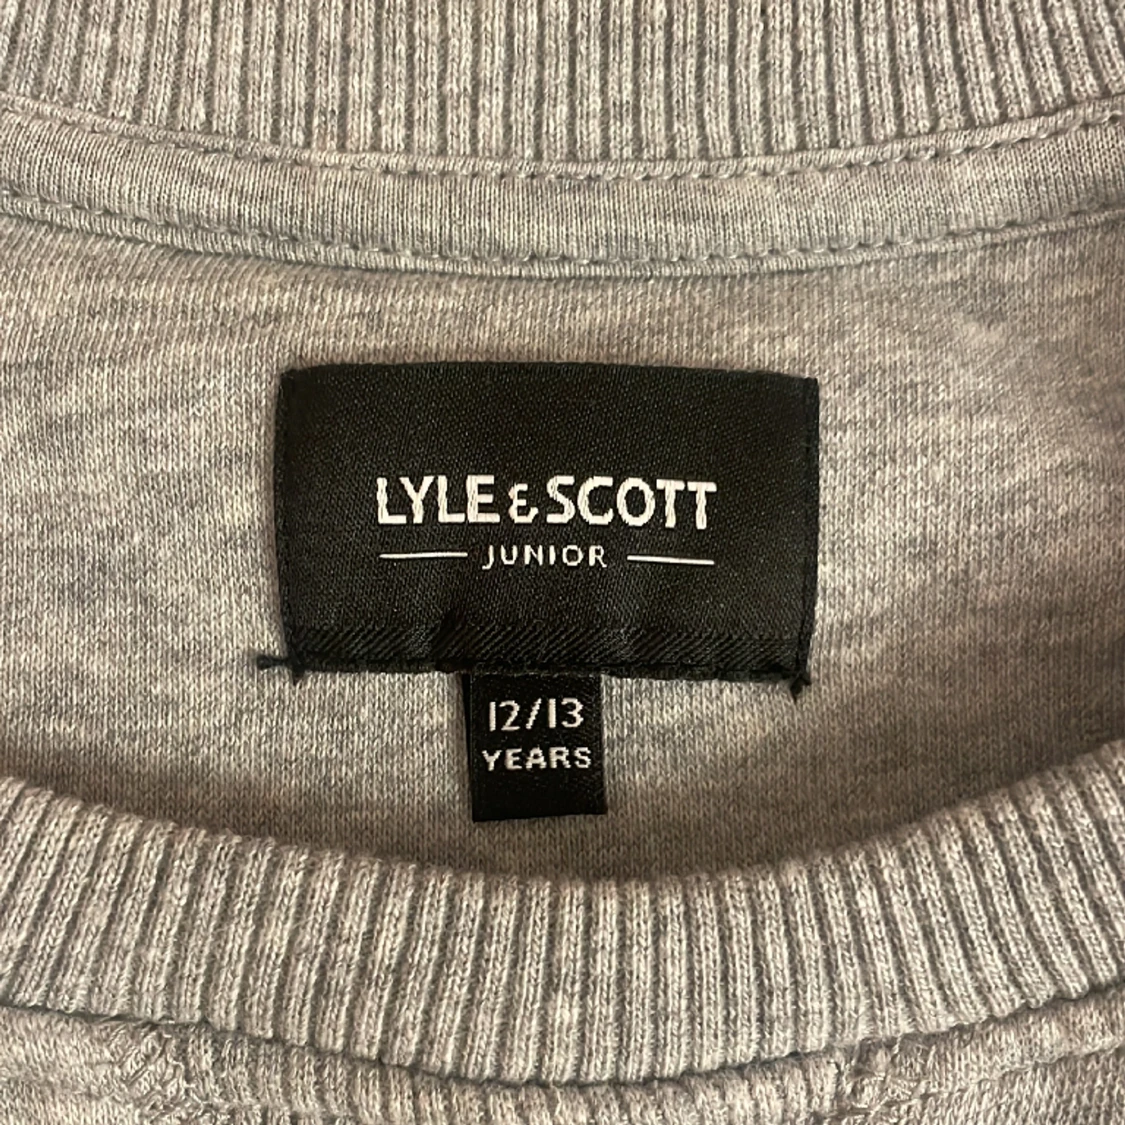 LYLE & SCOTT
JUNIOR
12/13
YEARS